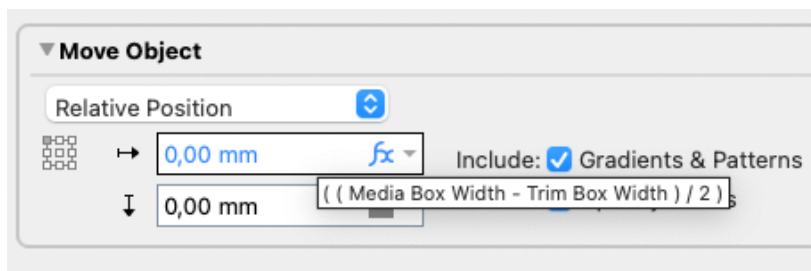 Move Object
Relative Position
0,00 mm fx
Include: Gradients & Patterns
( ( Media Box Width - Trim Box Width ) / 2 )
0,00 mm